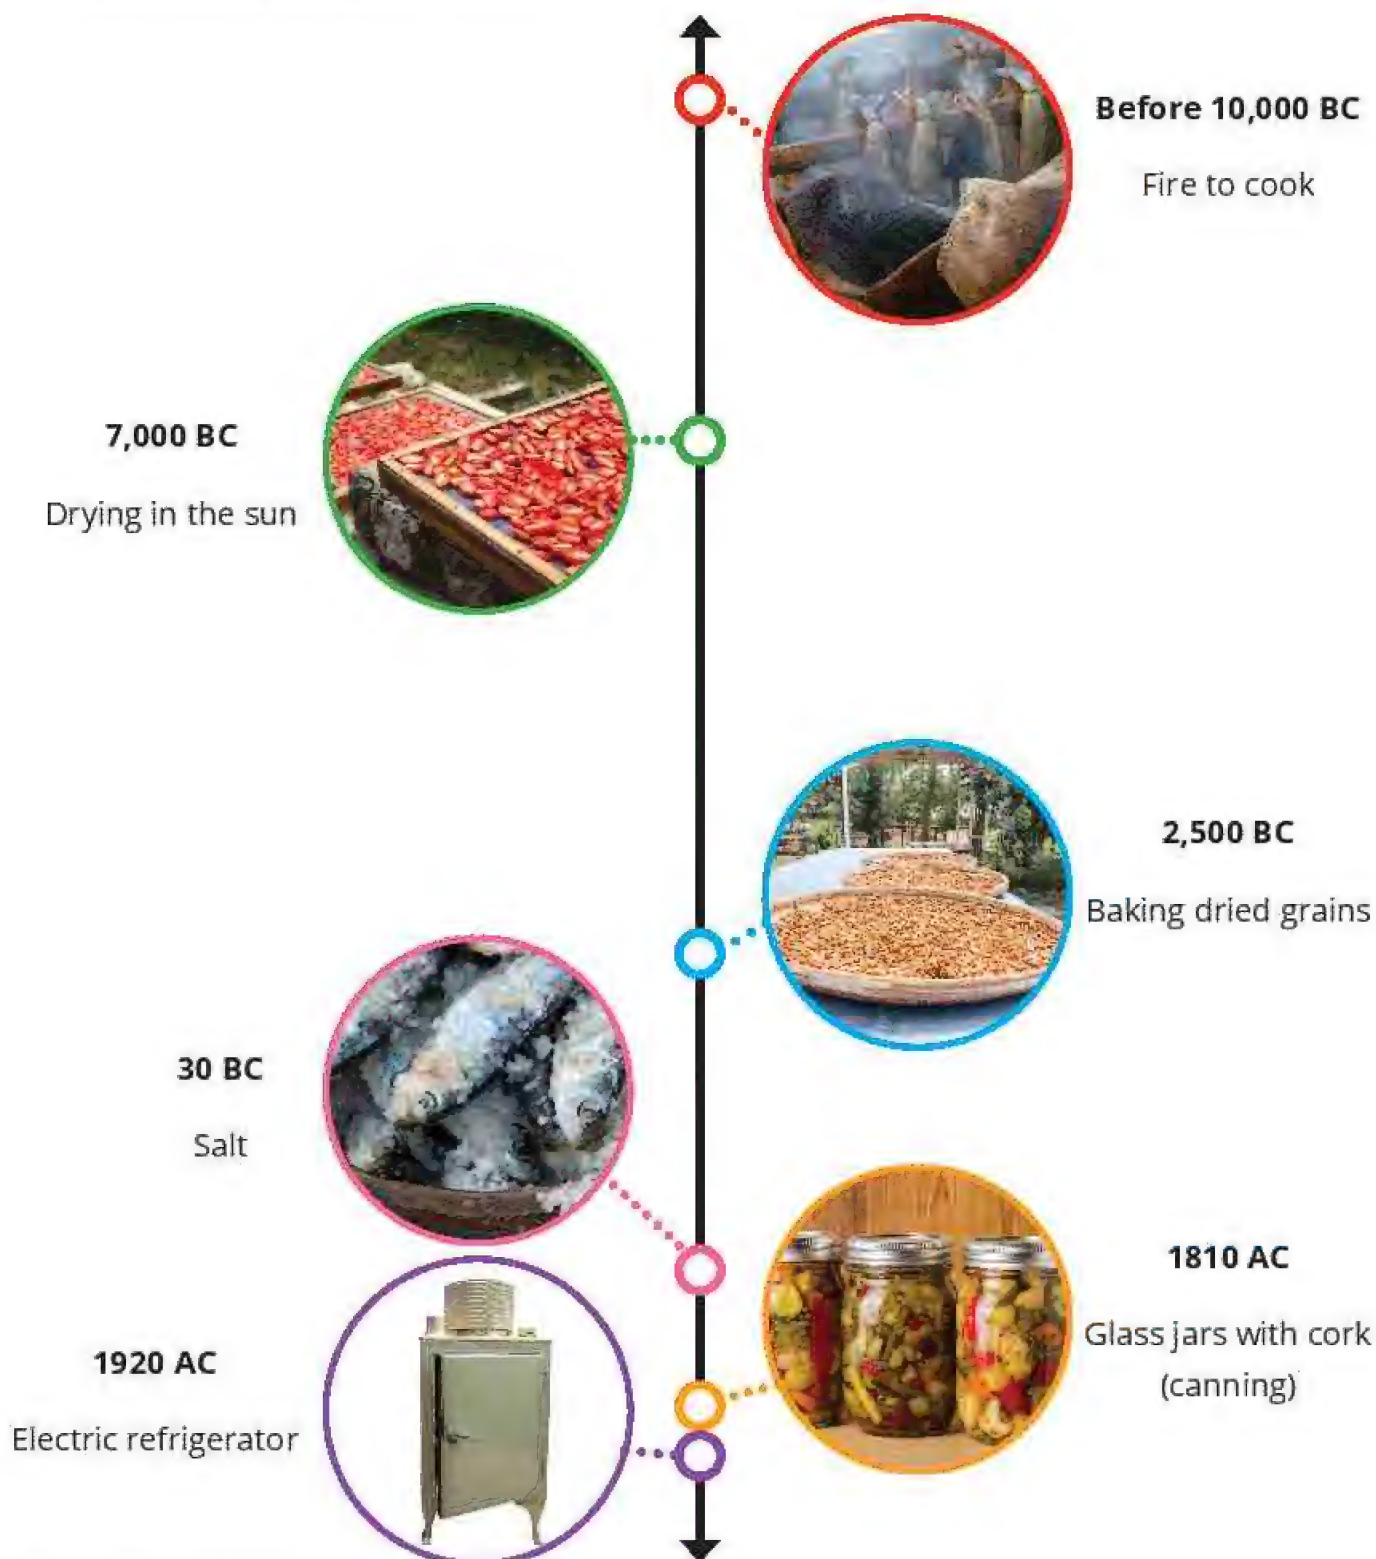 Before 10,000 BC
Fire to cook
7,000 BC
Drying in the sun
2,500 BC
Baking dried grains
30 BC
Salt
1810 AC
Glass jars with cork
(canning)
1920 AC
Electric refrigerator